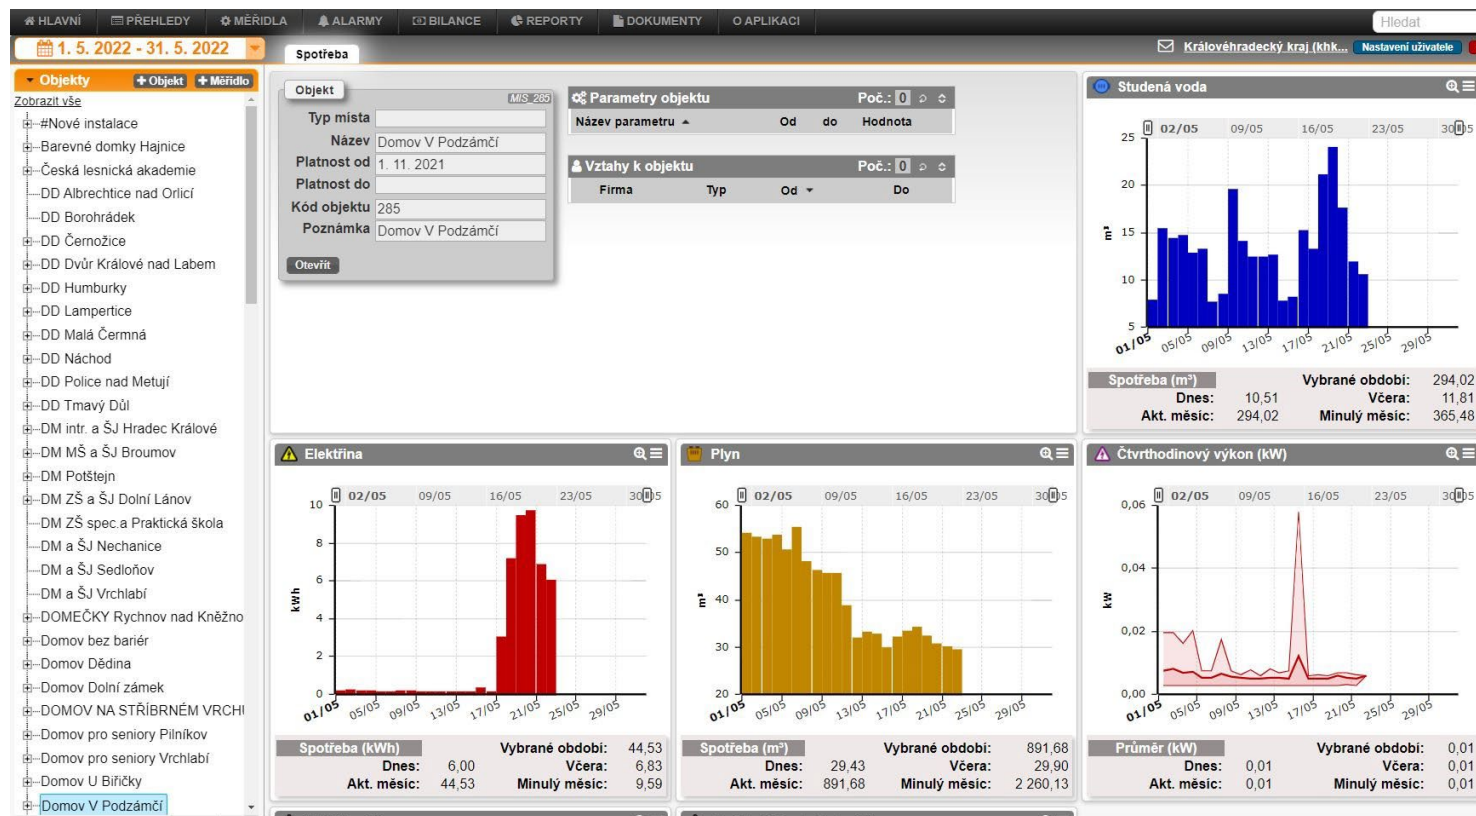 HLAVNÍ PŘEHLEDY MĚŘIDLA ALARMY BILANCE REPORTY DOKUMENTY O APLIKACI Hledat
1. 5. 2022 - 31. 5. 2022
Spotřeba
Královéhradecký kraj (khk... Nastavení uživatele
Objekty +Objekt +Měřidlo
Zobrazit vše
#Nové instalace
Barevné domky Hajnice
Česká lesnická akademie
DD Albrechtice nad Orlicí
DD Borohrádek
DD Černožice
DD Dvůr Králové nad Labem
DD Humburky
DD Lampertice
DD Malá Čermná
DD Náchod
DD Police nad Metují
DD Tmavý Důl
DM intr. a ŠJ Hradec Králové
DM MŠ a ŠJ Broumov
DM Potštejn
DM ZŠ a ŠJ Dolní Lánov
DM ZŠ spec.a Praktická škola
DM a ŠJ Nechanice
DM a ŠJ Sedloňov
DM a ŠJ Vrchlabí
DOMEČKY Rychnov nad Kněžno
Domov bez bariér
Domov Dědina
Domov Dolní zámek
DOMOV NA STŘÍBRNÉM VRCHU
Domov pro seniory Pilníkov
Domov pro seniory Vrchlabí
Domov U Biřičky
Domov V Podzámčí
Objekt
MIS_285
Typ místa
Název Domov V Podzámčí
Platnost od 1. 11. 2021
Platnost do
Kód objektu 285
Poznámka Domov V Podzámčí
Otevřít
Parametry objektu Poč.: 0
Název parametru Od do Hodnota
Vztahy k objektu Poč.: 0
Firma Typ Od Do
Studená voda
02/05 09/05 16/05 23/05 30/05
25
20
15
10
5
m³
01/05 05/05 09/05 13/05 17/05 21/05 25/05 29/05
Spotřeba (m³) Vybrané období: 294,02
Dnes: 10,51 Včera: 11,81
Akt. měsíc: 294,02 Minulý měsíc: 365,48
Elektřina
02/05 09/05 16/05 23/05 30/05
10
8
6
4
2
0
kWh
01/05 05/05 09/05 13/05 17/05 21/05 25/05 29/05
Spotřeba (kWh) Vybrané období: 44,53
Dnes: 6,00 Včera: 6,83
Akt. měsíc: 44,53 Minulý měsíc: 9,59
Plyn
02/05 09/05 16/05 23/05 30/05
60
50
40
30
20
m³
01/05 05/05 09/05 13/05 17/05 21/05 25/05 29/05
Spotřeba (m³) Vybrané období: 891,68
Dnes: 29,43 Včera: 29,90
Akt. měsíc: 891,68 Minulý měsíc: 2 260,13
Čtvrthodinový výkon (kW)
02/05 09/05 16/05 23/05 30/05
0,06
0,04
0,02
0,00
kW
01/05 05/05 09/05 13/05 17/05 21/05 25/05 29/05
Průměr (kW) Vybrané období: 0,01
Dnes: 0,01 Včera: 0,01
Akt. měsíc: 0,01 Minulý měsíc: 0,01